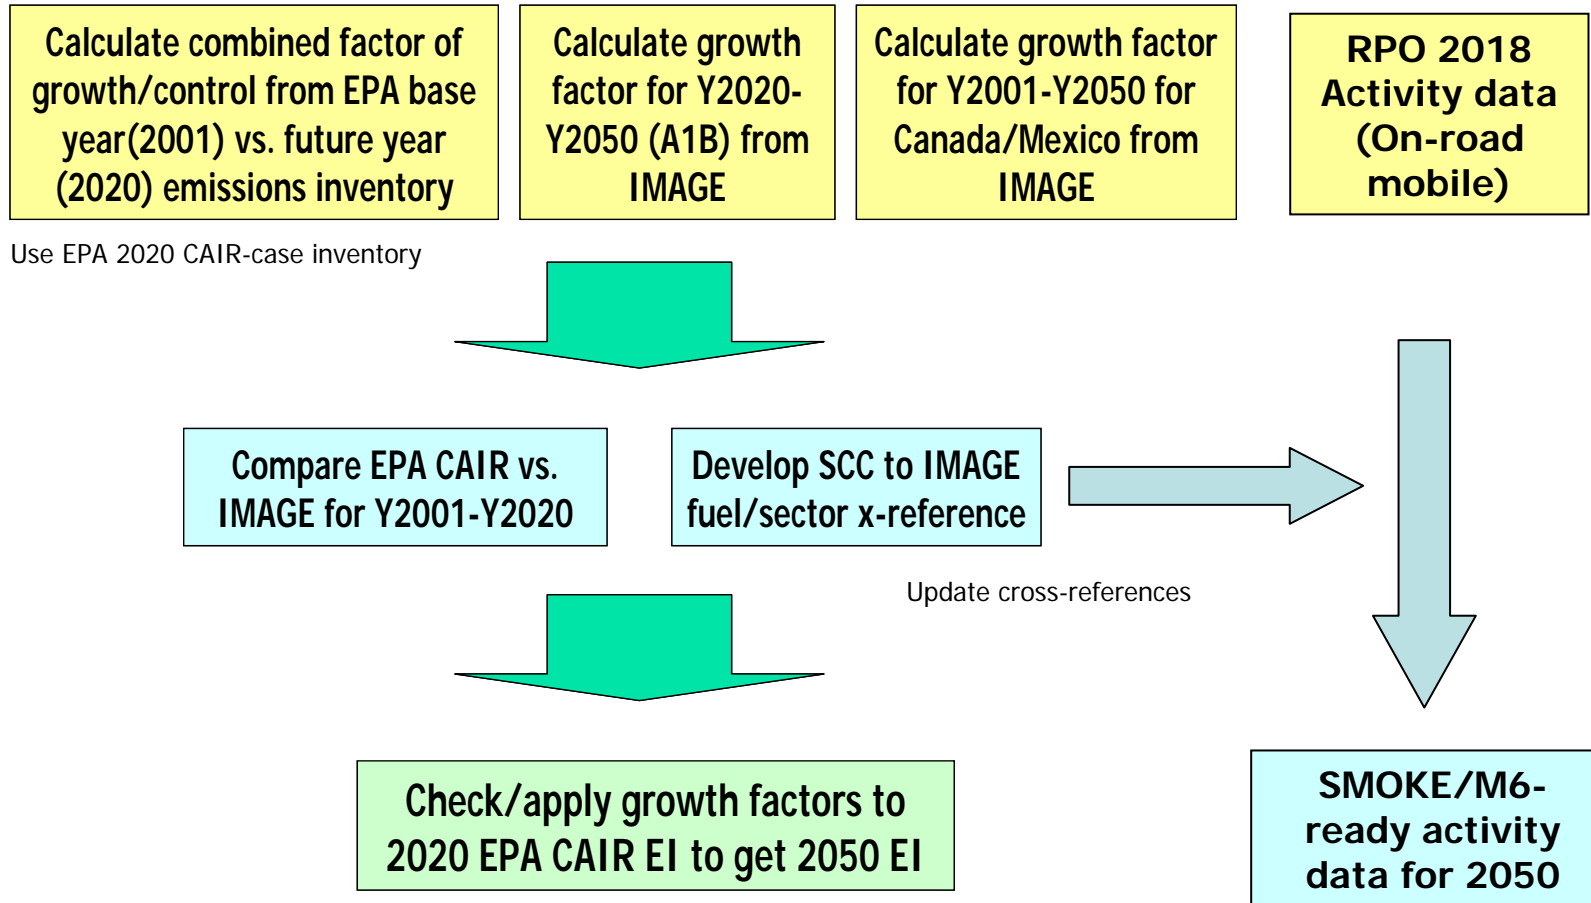 Calculate combined factor of
growth/control from EPA base
year(2001) vs. future year
(2020) emissions inventory
Calculate growth
factor for Y2020-
Y2050 (A1B) from
IMAGE
Calculate growth factor
for Y2001-Y2050 for
Canada/Mexico from
IMAGE
RPO 2018
Activity data
(On-road
mobile)
Use EPA 2020 CAIR-case inventory
Compare EPA CAIR vs.
IMAGE for Y2001-Y2020
Develop SCC to IMAGE
fuel/sector x-reference
Update cross-references
Check/apply growth factors to
2020 EPA CAIR EI to get 2050 EI
SMOKE/M6-
ready activity
data for 2050